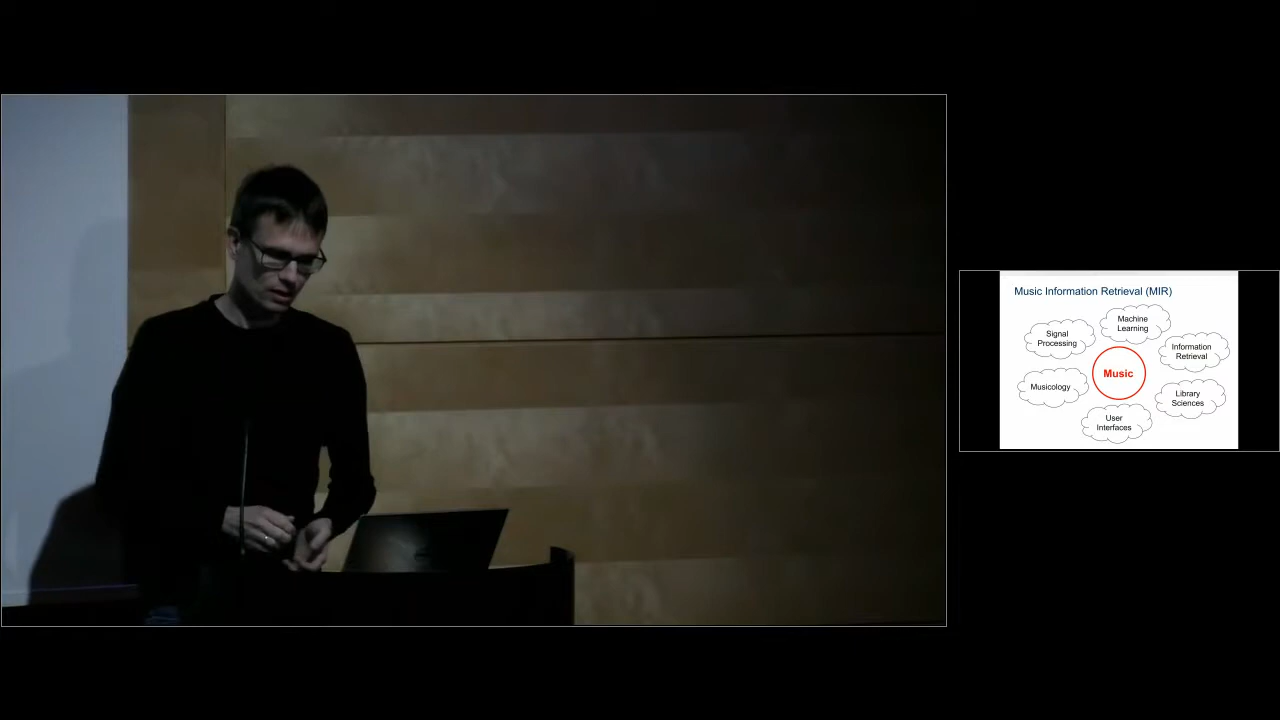 Music Information Retrieval (MIR)
Machine
Learning
Signal
Processing
Information
Retrieval
Music
Musicology
Library
Sciences
User
Interfaces